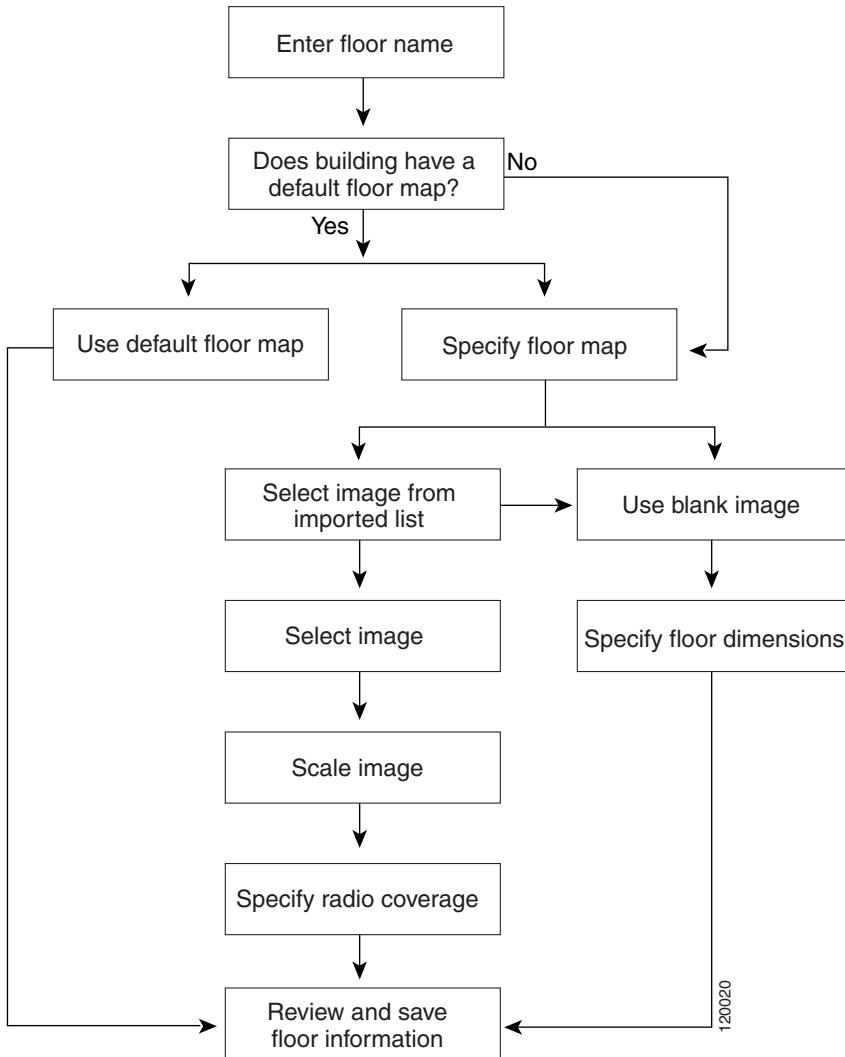 Enter floor name
Does building have a
default floor map?
No
Yes
Use default floor map
Specify floor map
Select image from
imported list
Use blank image
Select image
Specify floor dimensions
Scale image
Specify radio coverage
Review and save
floor information
120020